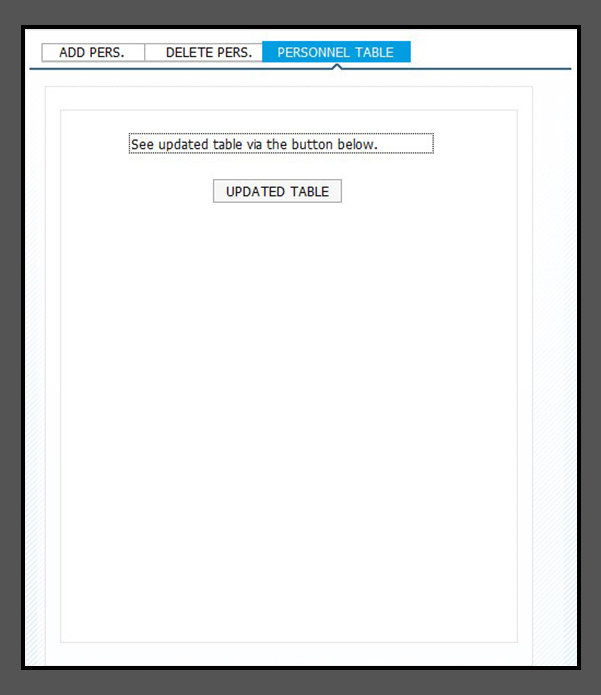 ADD PERS. DELETE PERS. PERSONNEL TABLE
See updated table via the button below.
UPDATED TABLE